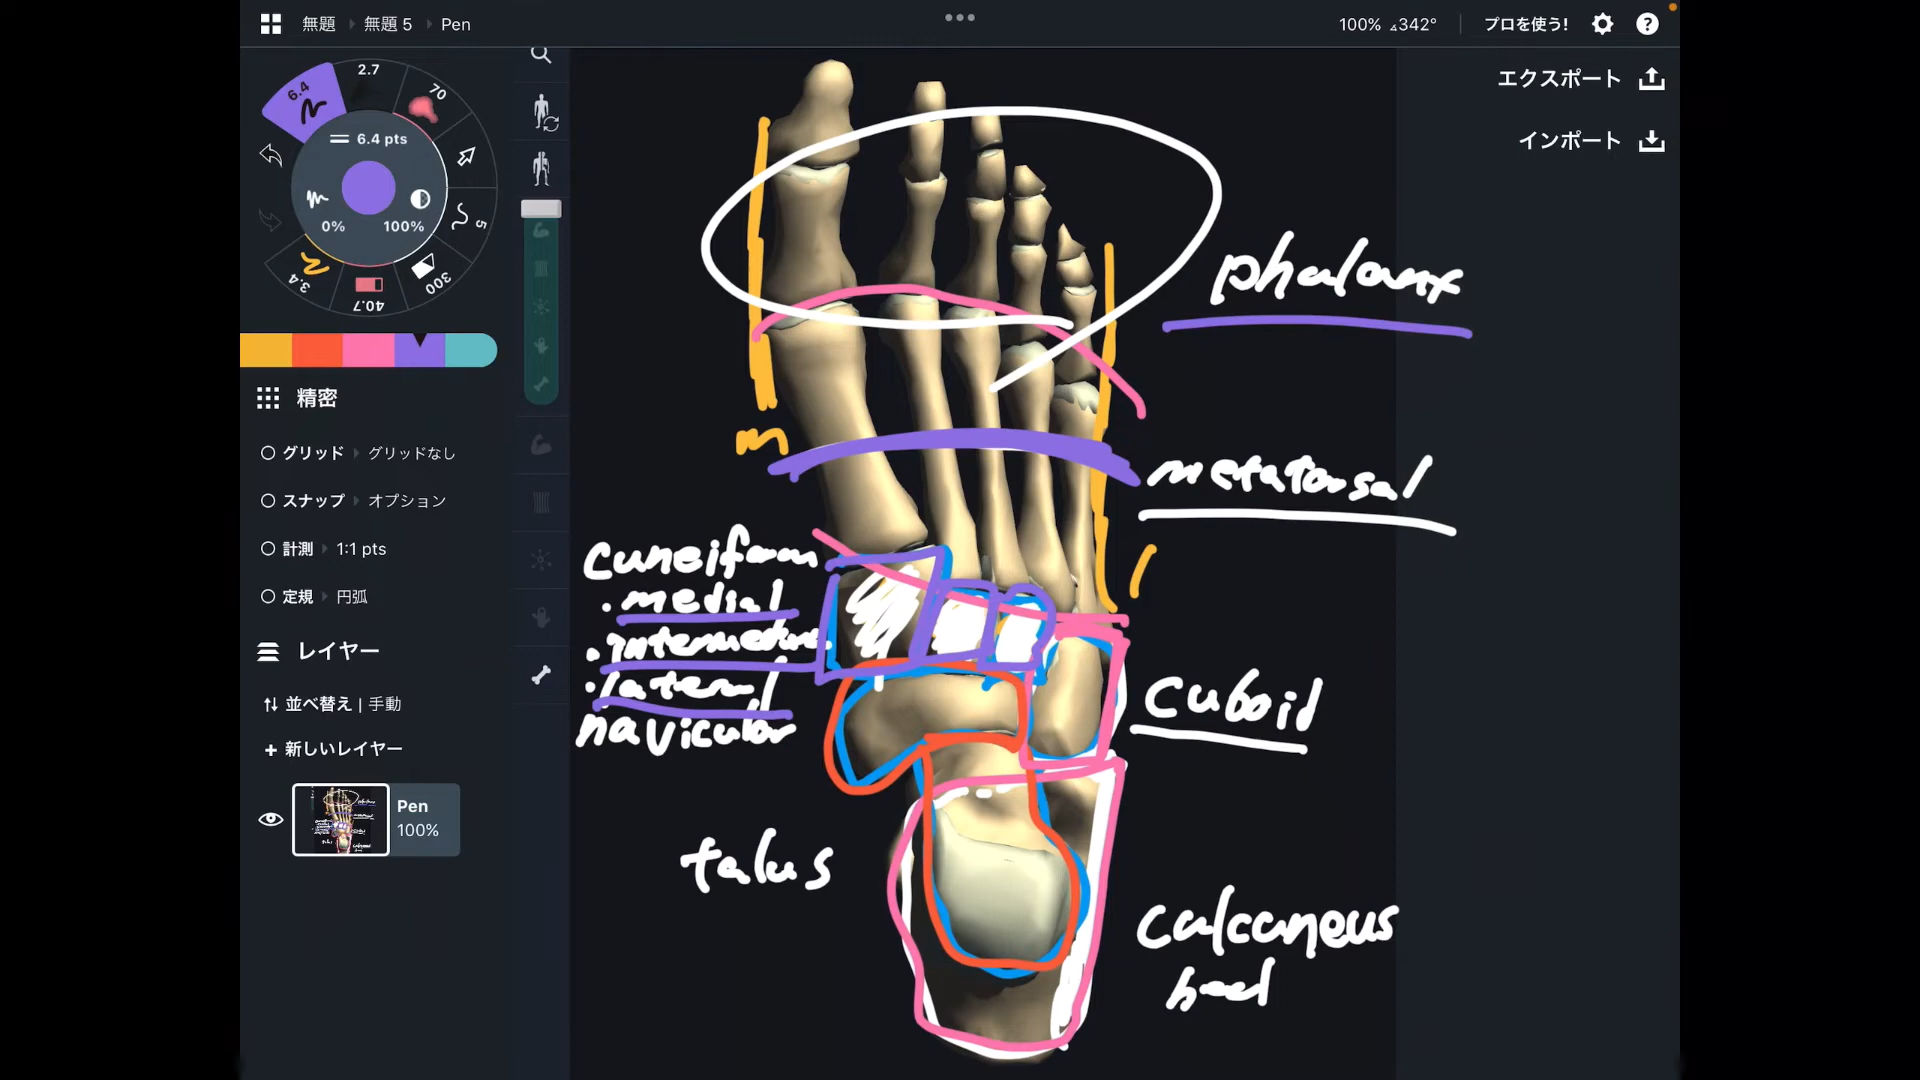 無題 無題 5 Pen
100% ⊿342°
プロを使う!
エクスポート
インポート
2.7
6.4
70
6.4 pts
0% 100%
5
3.4
40.7
300
精密
グリッド グリッドなし
スナップ オプション
計測 1:1 pts
定規 円弧
レイヤー
並べ替え | 手動
+ 新しいレイヤー
Pen
100%
phalanx
m
metatarsal
l
cuneiform
・medial
・intermediate
・lateral
navicular
cuboid
talus
calcaneus
heel